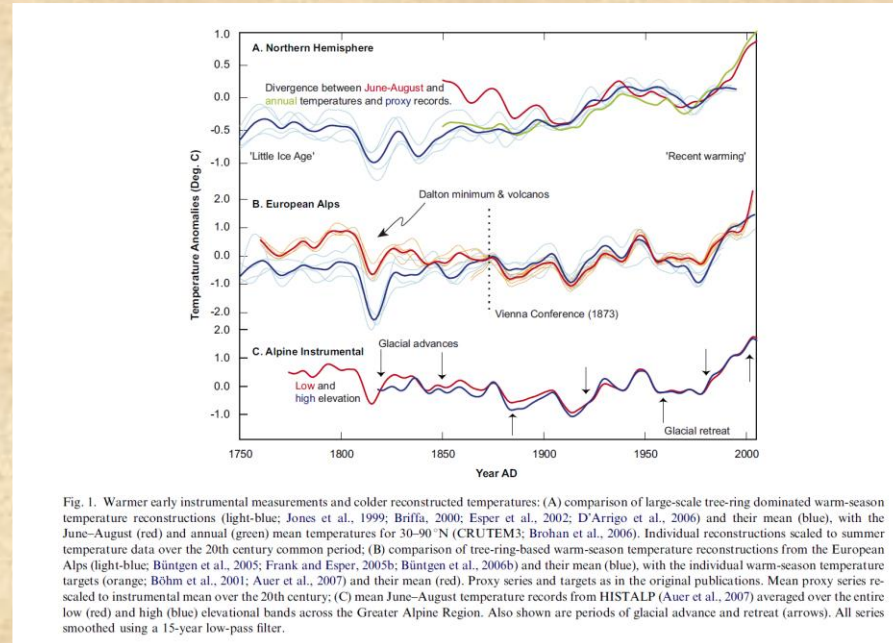 1.0
A. Northern Hemisphere
0.5
Divergence between June-August and
annual temperatures and proxy records.
0.0
-0.5
'Little Ice Age'
'Recent warming'
-1.0
Temperature Anomalies (Deg. C)
2.0
Dalton minimum & volcanos
B. European Alps
1.0
0.0
-1.0
Vienna Conference (1873)
-2.0
2.0
Glacial advances
C. Alpine Instrumental
1.0
Low and
high elevation
0.0
-1.0
Glacial retreat
1750
1800
1850
1900
1950
2000
Year AD
Fig. 1. Warmer early instrumental measurements and colder reconstructed temperatures: (A) comparison of large-scale tree-ring dominated warm-season
temperature reconstructions (light-blue; Jones et al., 1999; Briffa, 2000; Esper et al., 2002; D'Arrigo et al., 2006) and their mean (blue), with the
June–August (red) and annual (green) mean temperatures for 30–90°N (CRUTEM3; Brohan et al., 2006). Individual reconstructions scaled to summer
temperature data over the 20th century common period; (B) comparison of tree-ring-based warm-season temperature reconstructions from the European
Alps (light-blue; Büntgen et al., 2005; Frank and Esper, 2005b; Büntgen et al., 2006b) and their mean (blue), with the individual warm-season temperature
targets (orange; Böhm et al., 2001; Auer et al., 2007) and their mean (red). Proxy series and targets as in the original publications. Mean proxy series re-
scaled to instrumental mean over the 20th century; (C) mean June–August temperature records from HISTALP (Auer et al., 2007) averaged over the entire
low (red) and high (blue) elevational bands across the Greater Alpine Region. Also shown are periods of glacial advance and retreat (arrows). All series
smoothed using a 15-year low-pass filter.